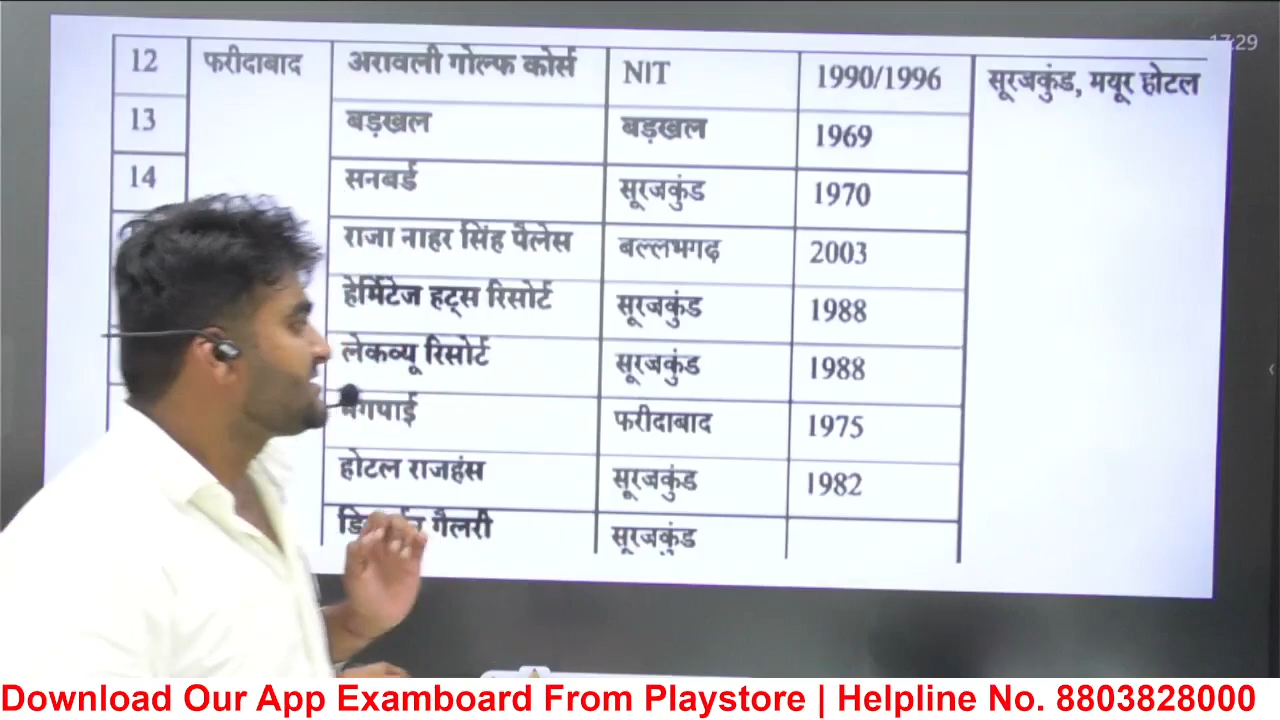 17:29
12 फरीदाबाद अरावली गोल्फ कोर्स NIT 1990/1996 सूरजकुंड, मयूर होटल
13 बड़खल बड़खल 1969
14 सनबर्ड सूरजकुंड 1970
राजा नाहर सिंह पैलेस बल्लभगढ़ 2003
हेर्मिटेज हट्स रिसोर्ट सूरजकुंड 1988
लेकव्यू रिसोर्ट सूरजकुंड 1988
फरीदाबाद 1975
होटल राजहंस सूरजकुंड 1982
गैलरी सूरजकुंड
Download Our App Examboard From Playstore | Helpline No. 8803828000